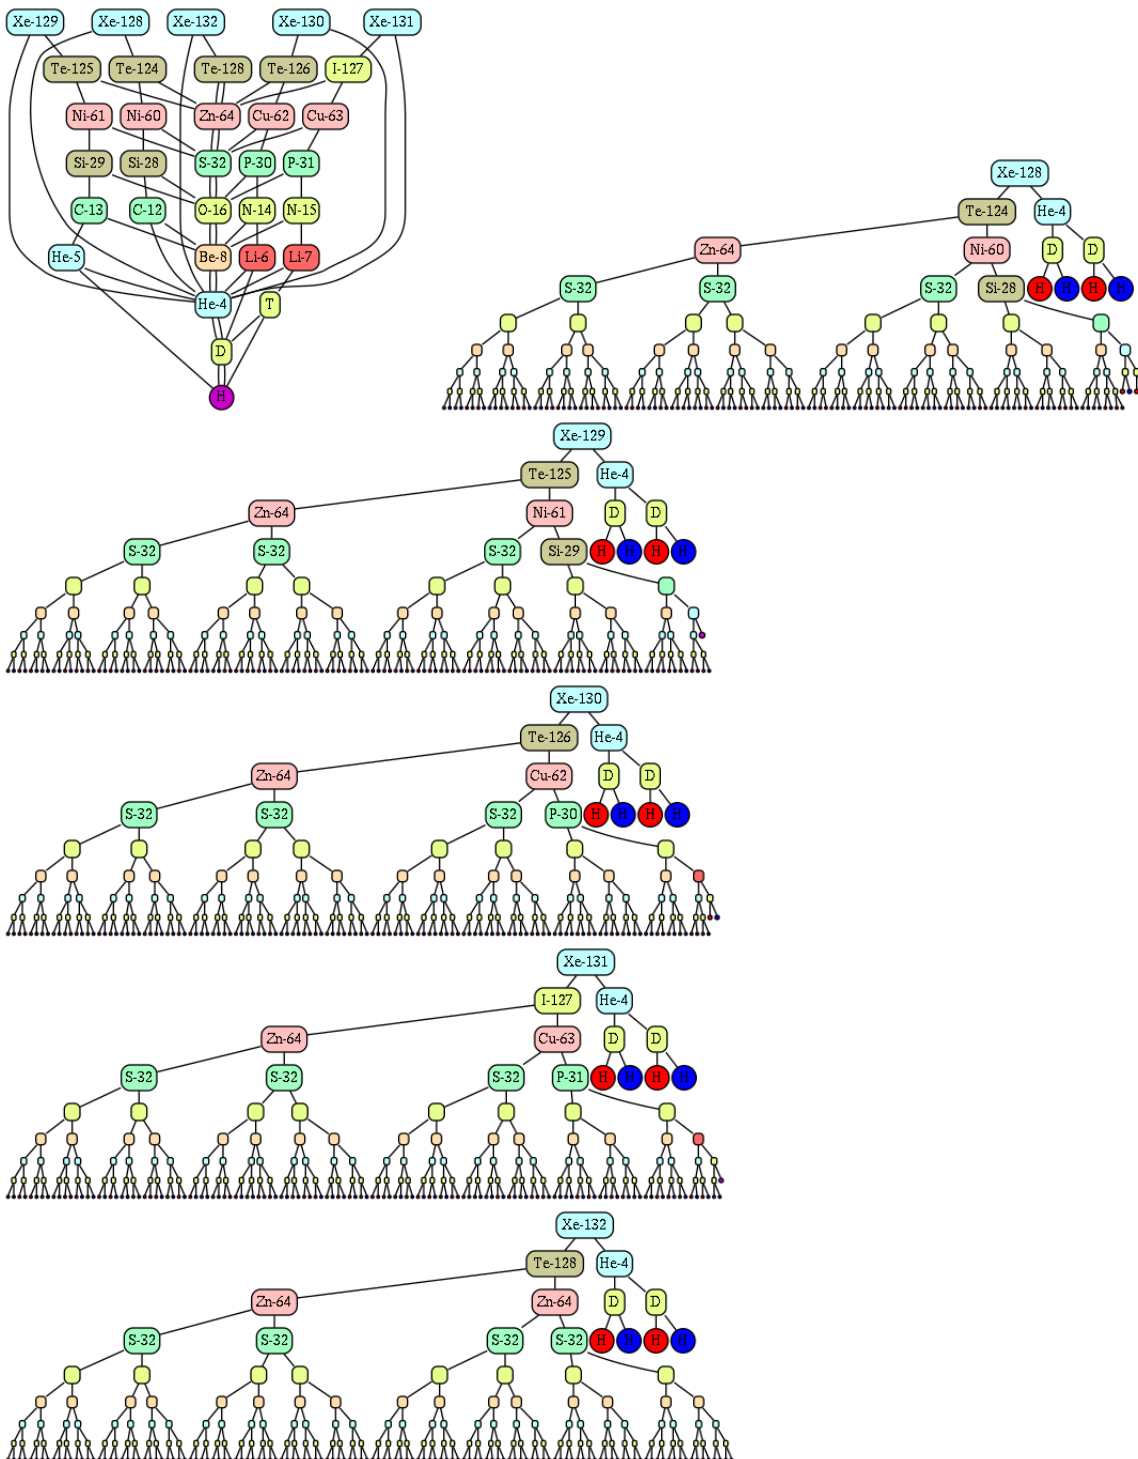 Xe-129 Xe-128 Xe-132 Xe-130 Xe-131
Te-125 Te-124 Te-128 Te-126 I-127
Ni-61 Ni-60 Zn-64 Cu-62 Cu-63
Si-29 Si-28 S-32 P-30 P-31
C-13 C-12 O-16 N-14 N-15
He-5 Be-8 Li-6 Li-7
He-4 T
D
H
Xe-128
Te-124 He-4
Zn-64 Ni-60 D D
S-32 S-32 S-32 Si-28 H H H H
Xe-129
Te-125 He-4
Zn-64 Ni-61 D D
S-32 S-32 S-32 Si-29 H H H H
Xe-130
Te-126 He-4
Zn-64 Cu-62 D D
S-32 S-32 S-32 P-30 H H H H
Xe-131
I-127 He-4
Zn-64 Cu-63 D D
S-32 S-32 S-32 P-31 H H H H
Xe-132
Te-128 He-4
Zn-64 Zn-64 D D
S-32 S-32 S-32 S-32 H H H H